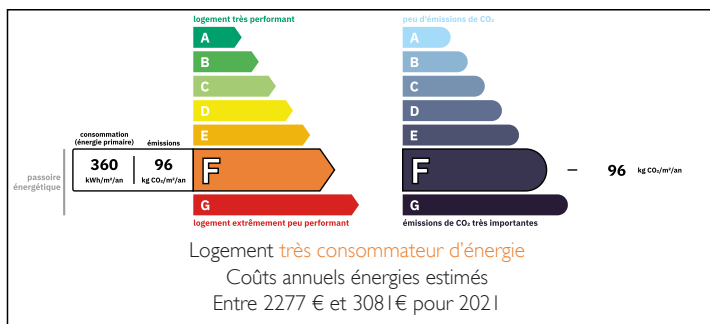 logement très performant
A
B
C
D
E
consommation
(énergie primaire)
émissions
360
kWh/m²/an
96
kg CO₂/m²/an
F
passoire
énergétique
G
logement extrêmement peu performant
peu d'émissions de CO₂
A
B
C
D
E
F
96 kg CO₂/m²/an
G
émissions de CO₂ très importantes
Logement très consommateur d'énergie
Coûts annuels énergies estimés
Entre 2277 € et 3081€ pour 2021